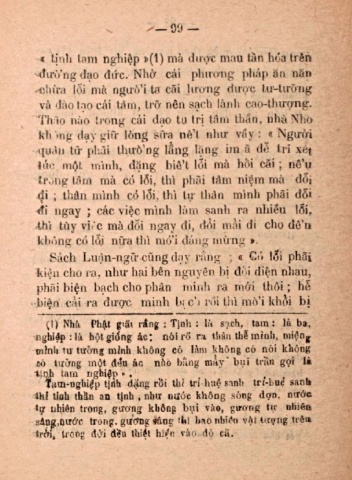 — 99 —
« tịnh tam nghiệp »(1) mà được mau tấn hóa trên
đường đạo đức. Nhờ cái phương pháp ăn năn
chừa lỗi mà người ta cãi lương được tư-tưởng
và đào tạo cái tâm, trở nên sạch lành cao-thượng.
Thảo nào trong cái đạo tu trị tâm thần, nhà Nho
không dạy giữ lòng sữa nết như vầy : « Người
quân tử phải thường lẳng lặng im ả để trí xét
lúc một mình, đặng biết lỗi mà hồi cãi ; nếu
trong tâm mà có lỗi, thì phải tâm niệm mà đổi
đi ; thân mình có lỗi, thì tự thân mình phải đổi
đi ngay ; các việc mình làm sanh ra nhiều lỗi,
thì tùy việc mà đổi ngay đi, đổi mãi đi cho đến
không có lỗi nữa thì mới đáng mừng ».
Sách Luận-ngữ cũng dạy rằng ; « Có lỗi phải
kiện cho ra, như hai bên nguyên bị đối diện nhau,
phải biện bạch cho phân minh ra mới thôi ; hễ
biện cãi ra được minh bạch rồi thì mới khỏi bị
(1) Nhà Phật giải rằng : Tịnh : là sạch, tam : là ba,
nghiệp : là bột giống ác: nói rõ ra thân thể mình, miệng
mình tư tưởng mình không có làm không có nói không
có tưởng một đến ác nào bằng mãy bụi trần gọi là
tịnh tam nghiệp.
Tam-nghiệp tịnh đặng rồi thì trí-huệ sanh trí-huệ sanh
thì tinh thần an tịnh, như nước không sóng dợn, nước
tự nhiên trong, gương không bụi vào, gương tự nhiên
sáng,nước trong, gương sáng thì bao nhiêu vật tượng trên
trời, trong đời đều thiệt hiện vào đó cã.